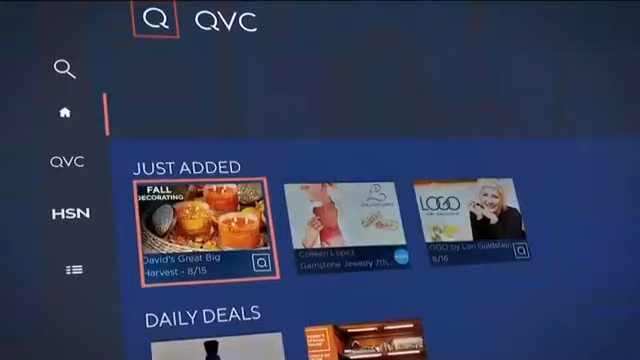 QVC
QVC
HSN
JUST ADDED
FALL
DECORATING
David's Great Big
Harvest - 8/15
Colleen Lopez
Gemstone Jewelry 7th...
LOGO
LOGO by Lori Goldstein
8/16
DAILY DEALS